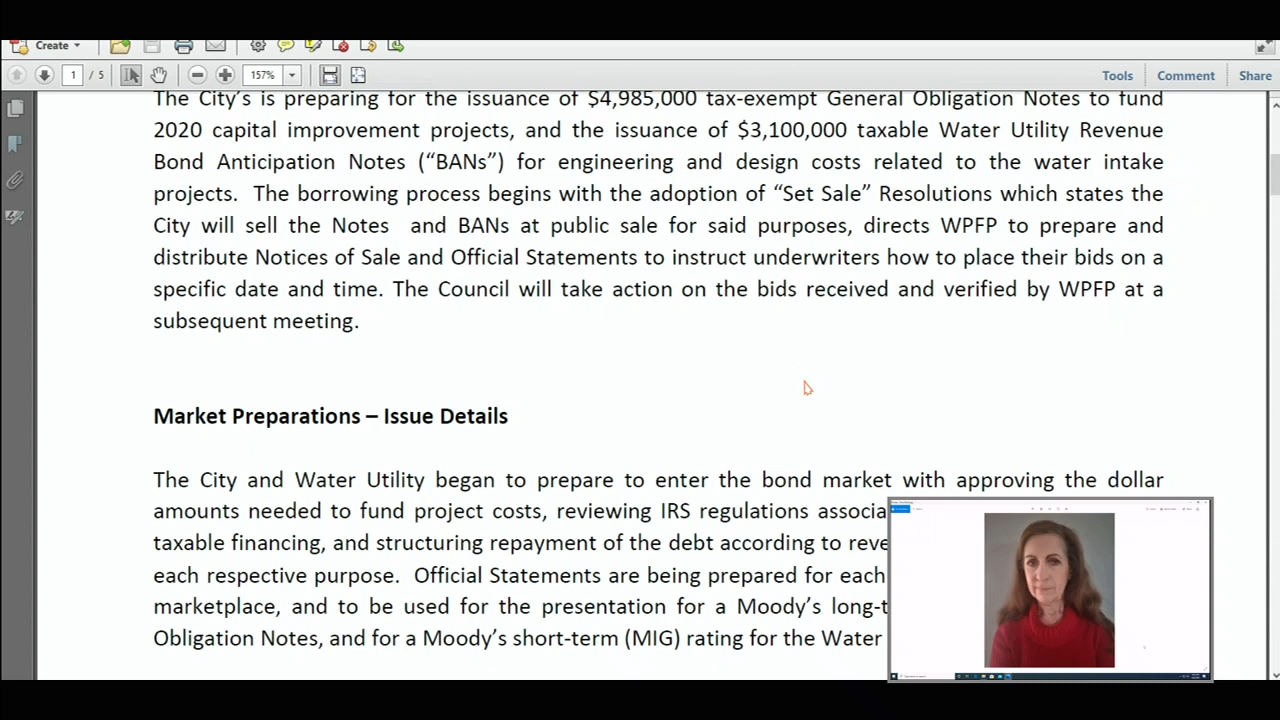 Create
1 / 5
157%
Tools
Comment
Share
The City's is preparing for the issuance of $4,985,000 tax-exempt General Obligation Notes to fund
2020 capital improvement projects, and the issuance of $3,100,000 taxable Water Utility Revenue
Bond Anticipation Notes (“BANs”) for engineering and design costs related to the water intake
projects. The borrowing process begins with the adoption of “Set Sale” Resolutions which states the
City will sell the Notes and BANs at public sale for said purposes, directs WPFP to prepare and
distribute Notices of Sale and Official Statements to instruct underwriters how to place their bids on a
specific date and time. The Council will take action on the bids received and verified by WPFP at a
subsequent meeting.
Market Preparations – Issue Details
The City and Water Utility began to prepare to enter the bond market with approving the dollar
amounts needed to fund project costs, reviewing IRS regulations associa
taxable financing, and structuring repayment of the debt according to reve
each respective purpose. Official Statements are being prepared for each
marketplace, and to be used for the presentation for a Moody's long-t
Obligation Notes, and for a Moody's short-term (MIG) rating for the Water